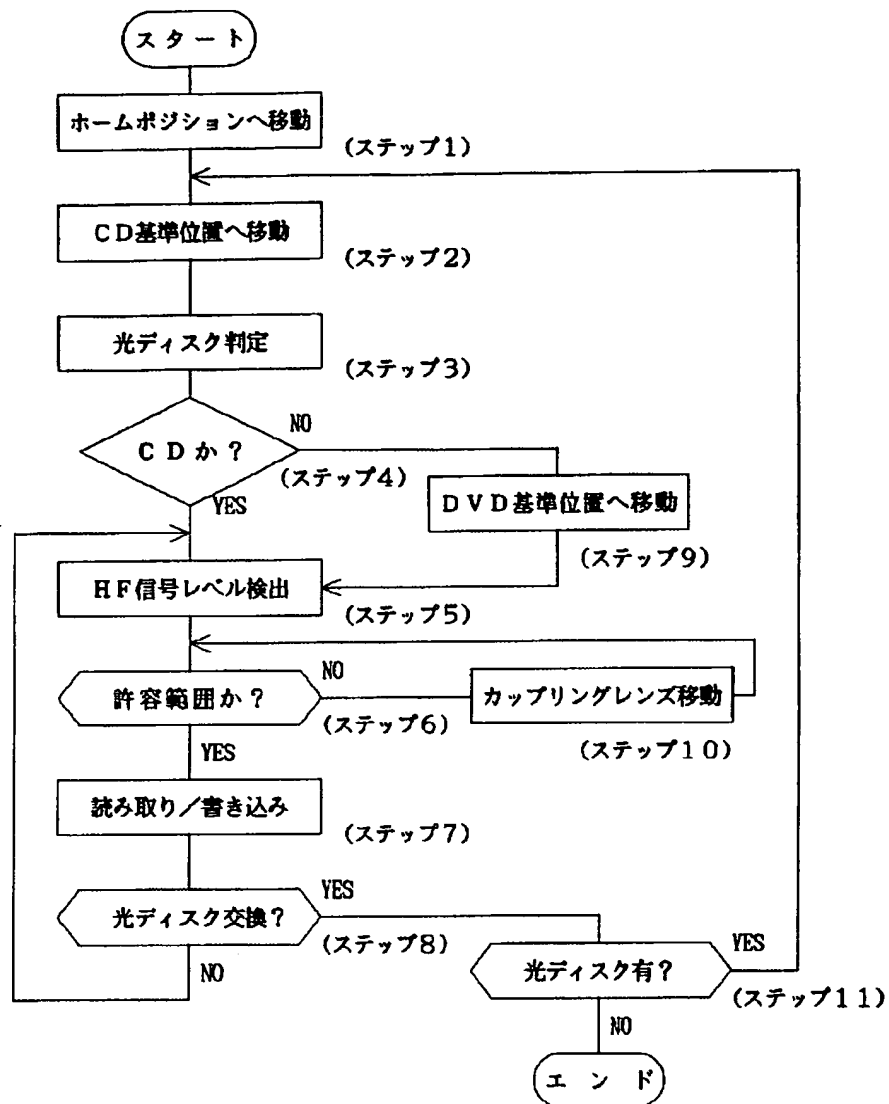 スタート
ホームポジションへ移動
(ステップ1)
CD基準位置へ移動
(ステップ2)
光ディスク判定
(ステップ3)
CDか?
NO
(ステップ4)
YES
DVD基準位置へ移動
(ステップ9)
HF信号レベル検出
(ステップ5)
許容範囲か?
NO
(ステップ6)
カップリングレンズ移動
(ステップ10)
YES
読み取り/書き込み
(ステップ7)
光ディスク交換?
YES
(ステップ8)
NO
光ディスク有?
YES
(ステップ11)
NO
エンド